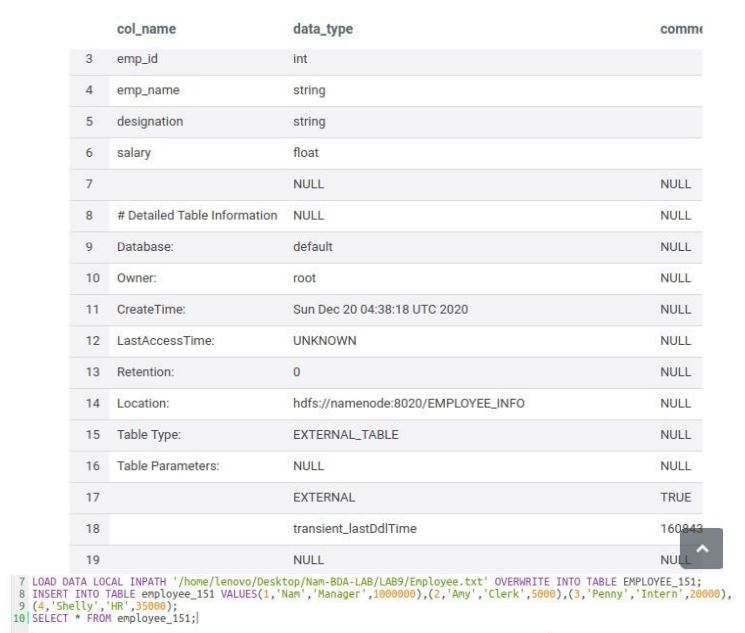 col_name data_type comme
3 emp_id int
4 emp_name string
5 designation string
6 salary float
7 NULL NULL
8 # Detailed Table Information NULL NULL
9 Database: default NULL
10 Owner: root NULL
11 CreateTime: Sun Dec 20 04:38:18 UTC 2020 NULL
12 LastAccessTime: UNKNOWN NULL
13 Retention: 0 NULL
14 Location: hdfs://namenode:8020/EMPLOYEE_INFO NULL
15 Table Type: EXTERNAL_TABLE NULL
16 Table Parameters: NULL NULL
17 EXTERNAL TRUE
18 transient_lastDdlTime 160843
19 NULL NULL
7 LOAD DATA LOCAL INPATH '/home/lenovo/Desktop/Nam-BDA-LAB/LAB9/Employee.txt' OVERWRITE INTO TABLE EMPLOYEE_151;
8 INSERT INTO TABLE employee_151 VALUES(1,'Nam','Manager',1000000),(2,'Amy','Clerk',5000),(3,'Penny','Intern',20000),
9 (4,'Shelly','HR',35000);
10 SELECT * FROM employee_151;